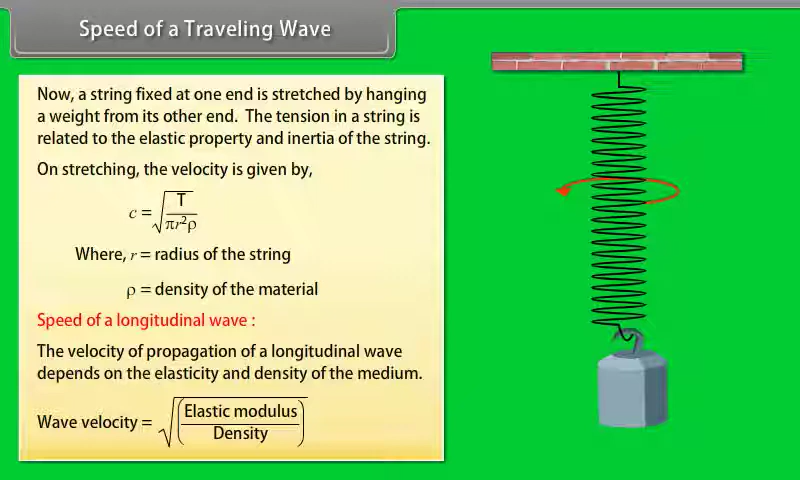 Speed of a Traveling Wave
Now, a string fixed at one end is stretched by hanging
a weight from its other end. The tension in a string is
related to the elastic property and inertia of the string.
On stretching, the velocity is given by,
c = √(T / πr²ρ)
Where, r = radius of the string
ρ = density of the material
Speed of a longitudinal wave :
The velocity of propagation of a longitudinal wave
depends on the elasticity and density of the medium.
Wave velocity = √(Elastic modulus / Density)